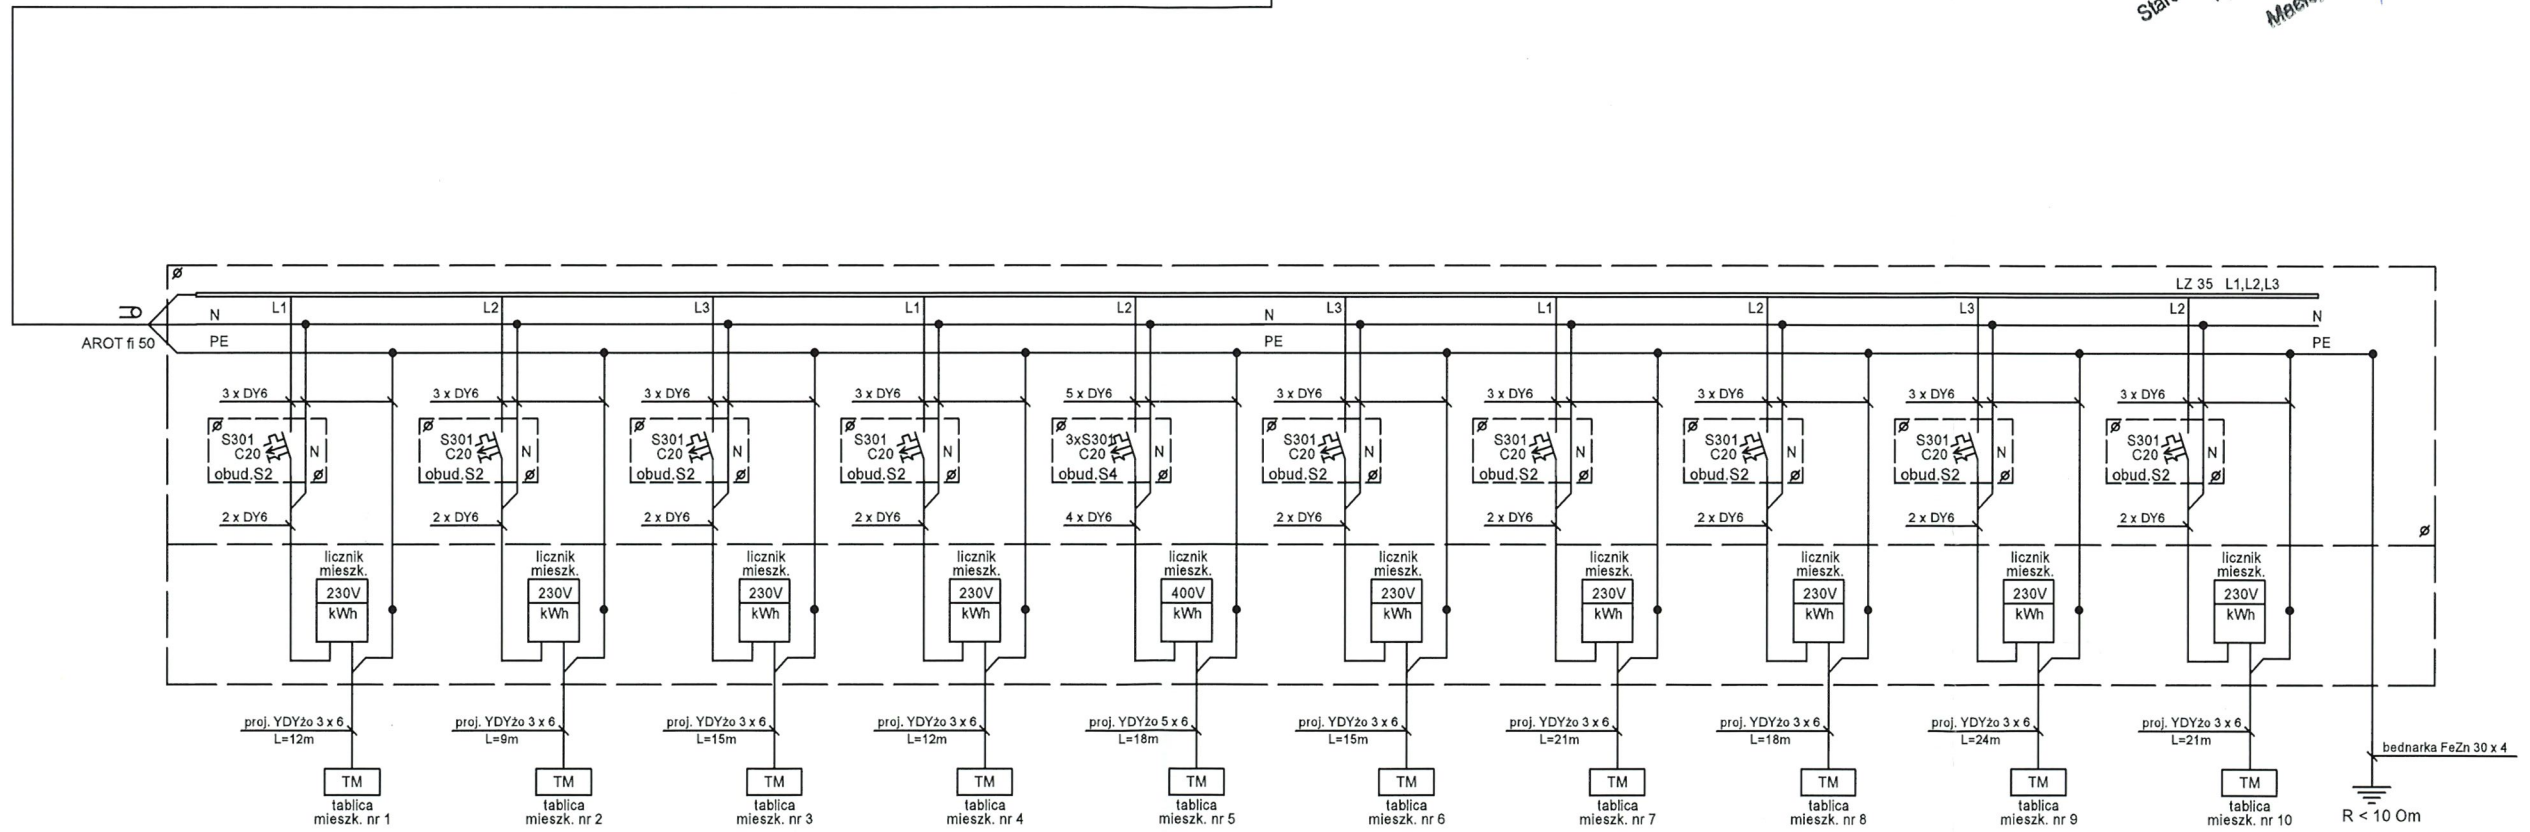 LZ 35 L1,L2,L3
L1 L2 L3 L1 L2 L3 L1 L2 L3 L2
N N N
AROT fi 50
PE PE PE
3 x DY6 3 x DY6 3 x DY6 3 x DY6 5 x DY6 3 x DY6 3 x DY6 3 x DY6 3 x DY6 3 x DY6
S301 S301 S301 S301 3xS301 S301 S301 S301 S301 S301
C20 N C20 N C20 N C20 N C20 N C20 N C20 N C20 N C20 N C20 N
obud.S2 obud.S2 obud.S2 obud.S2 obud.S4 obud.S2 obud.S2 obud.S2 obud.S2 obud.S2
2 x DY6 2 x DY6 2 x DY6 2 x DY6 4 x DY6 2 x DY6 2 x DY6 2 x DY6 2 x DY6 2 x DY6
licznik licznik licznik licznik licznik licznik licznik licznik licznik licznik
mieszk. mieszk. mieszk. mieszk. mieszk. mieszk. mieszk. mieszk. mieszk. mieszk.
230V 230V 230V 230V 400V 230V 230V 230V 230V 230V
kWh kWh kWh kWh kWh kWh kWh kWh kWh kWh
proj. YDYżo 3 x 6 proj. YDYżo 3 x 6 proj. YDYżo 3 x 6 proj. YDYżo 3 x 6 proj. YDYżo 5 x 6 proj. YDYżo 3 x 6 proj. YDYżo 3 x 6 proj. YDYżo 3 x 6 proj. YDYżo 3 x 6 proj. YDYżo 3 x 6
L=12m L=9m L=15m L=12m L=18m L=15m L=21m L=18m L=24m L=21m
bednarka FeZn 30 x 4
TM TM TM TM TM TM TM TM TM TM
tablica tablica tablica tablica tablica tablica tablica tablica tablica tablica
mieszk. nr 1 mieszk. nr 2 mieszk. nr 3 mieszk. nr 4 mieszk. nr 5 mieszk. nr 6 mieszk. nr 7 mieszk. nr 8 mieszk. nr 9 mieszk. nr 10
R < 10 Om